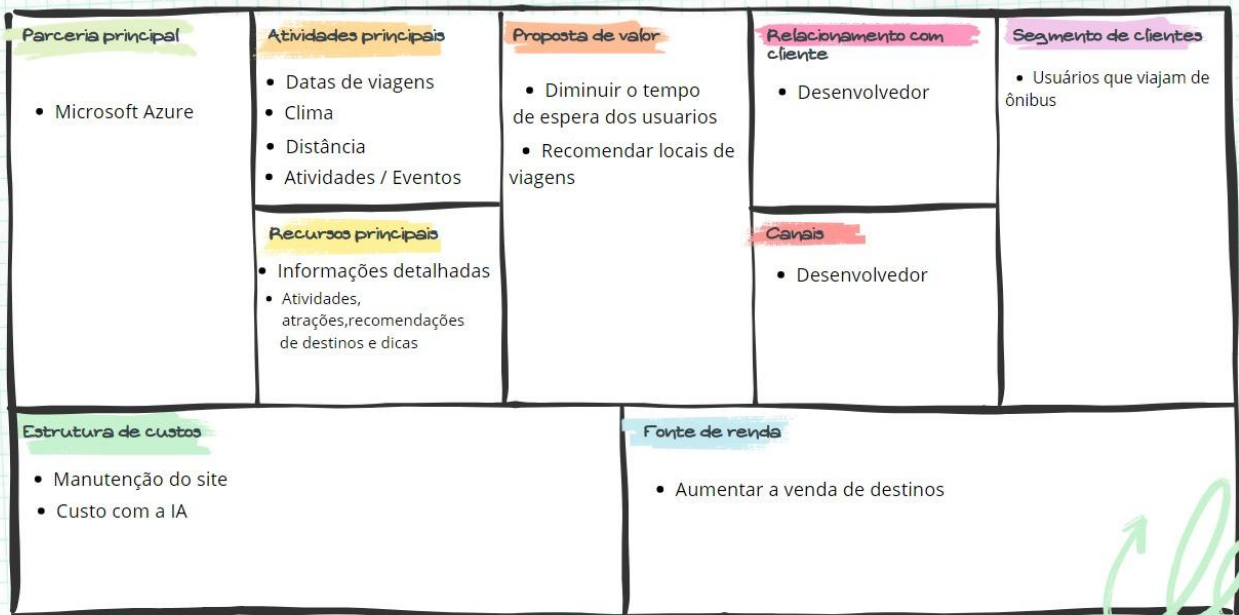 Parceria principal
• Microsoft Azure
Atividades principais
• Datas de viagens
• Clima
• Distância
• Atividades / Eventos
Recursos principais
• Informações detalhadas
• Atividades,
atrações,recomendações
de destinos e dicas
Proposta de valor
• Diminuir o tempo
de espera dos usuarios
• Recomendar locais de
viagens
Relacionamento com
cliente
• Desenvolvedor
Canais
• Desenvolvedor
Segmento de clientes
• Usuários que viajam de
ônibus
Estrutura de custos
• Manutenção do site
• Custo com a IA
Fonte de renda
• Aumentar a venda de destinos